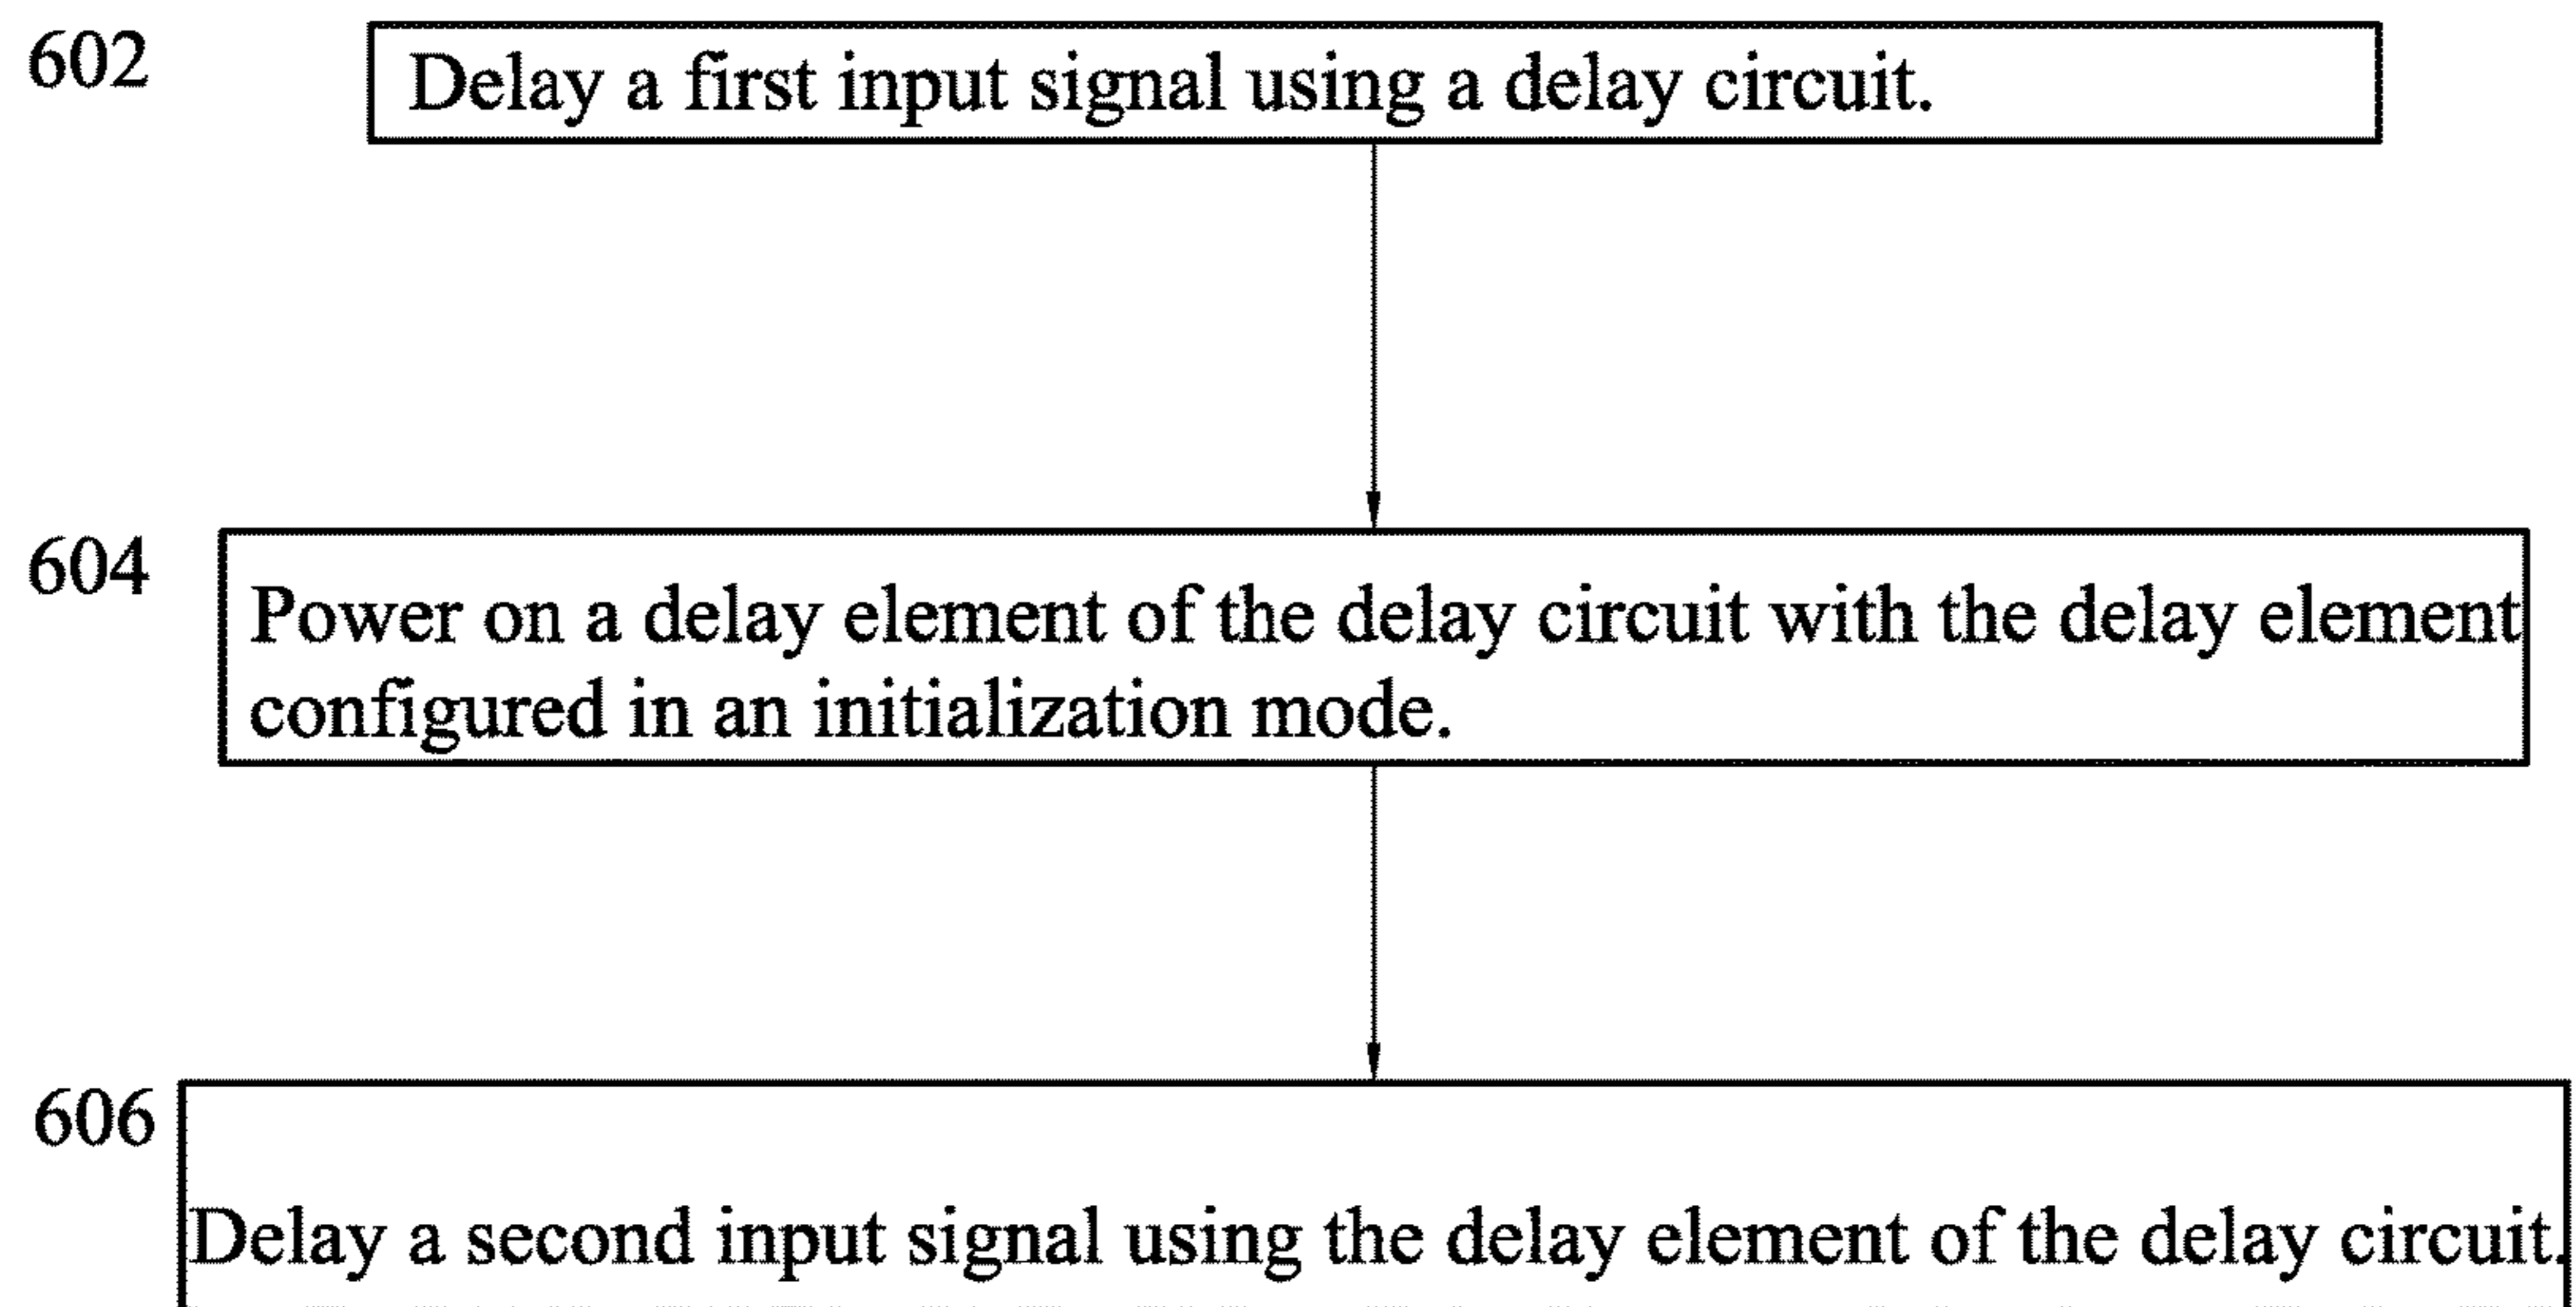 602
Delay a first input signal using a delay circuit.
604
Power on a delay element of the delay circuit with the delay element
configured in an initialization mode.
606
Delay a second input signal using the delay element of the delay circuit.